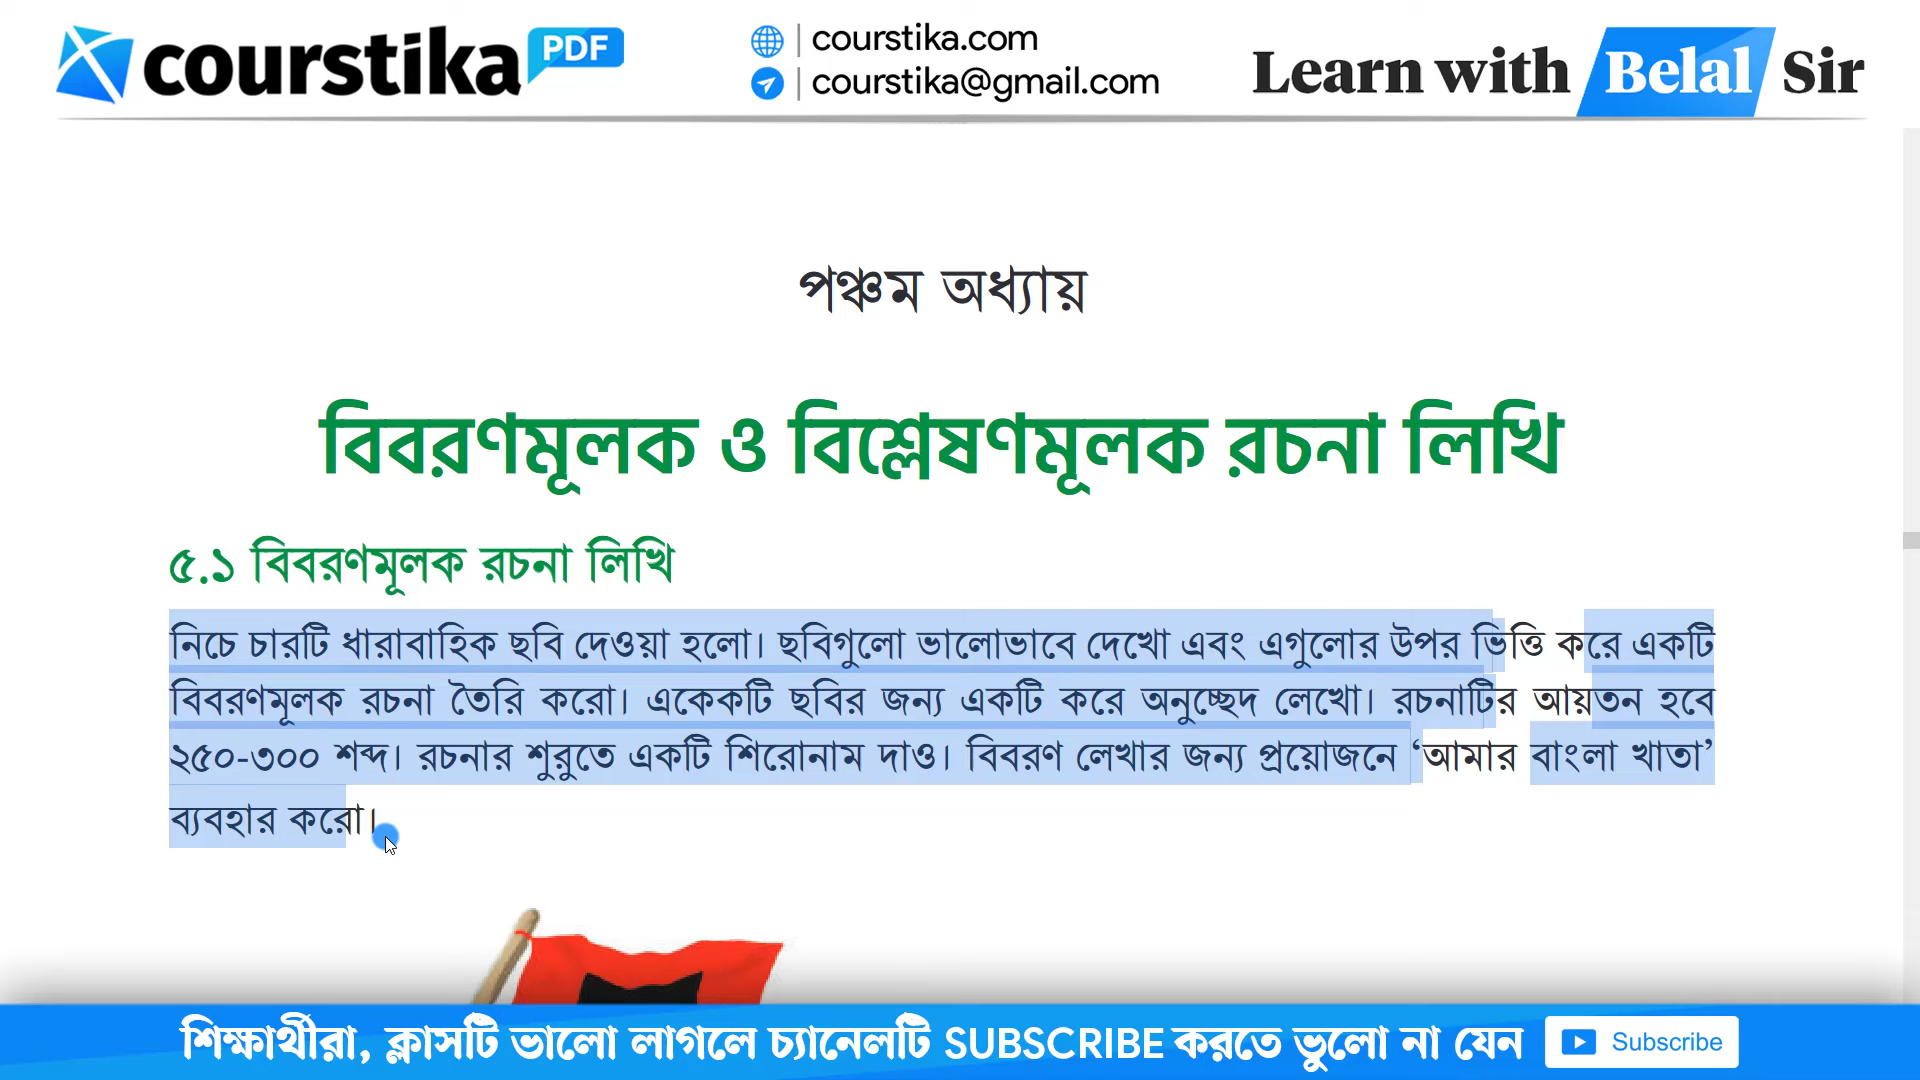 courstika PDF
courstika.com
courstika@gmail.com
Learn with Belal Sir
পঞ্চম অধ্যায়
বিবরণমূলক ও বিশ্লেষণমূলক রচনা লিখি
৫.১ বিবরণমূলক রচনা লিখি
নিচে চারটি ধারাবাহিক ছবি দেওয়া হলো। ছবিগুলো ভালোভাবে দেখো এবং এগুলোর উপর ভিত্তি করে একটি
বিবরণমূলক রচনা তৈরি করো। একেকটি ছবির জন্য একটি করে অনুচ্ছেদ লেখো। রচনাটির আয়তন হবে
২৫০-৩০০ শব্দ। রচনার শুরুতে একটি শিরোনাম দাও। বিবরণ লেখার জন্য প্রয়োজনে ‘আমার বাংলা খাতা’
ব্যবহার করো।
শিক্ষার্থীরা, ক্লাসটি ভালো লাগলে চ্যানেলটি SUBSCRIBE করতে ভুলো না যেন
Subscribe